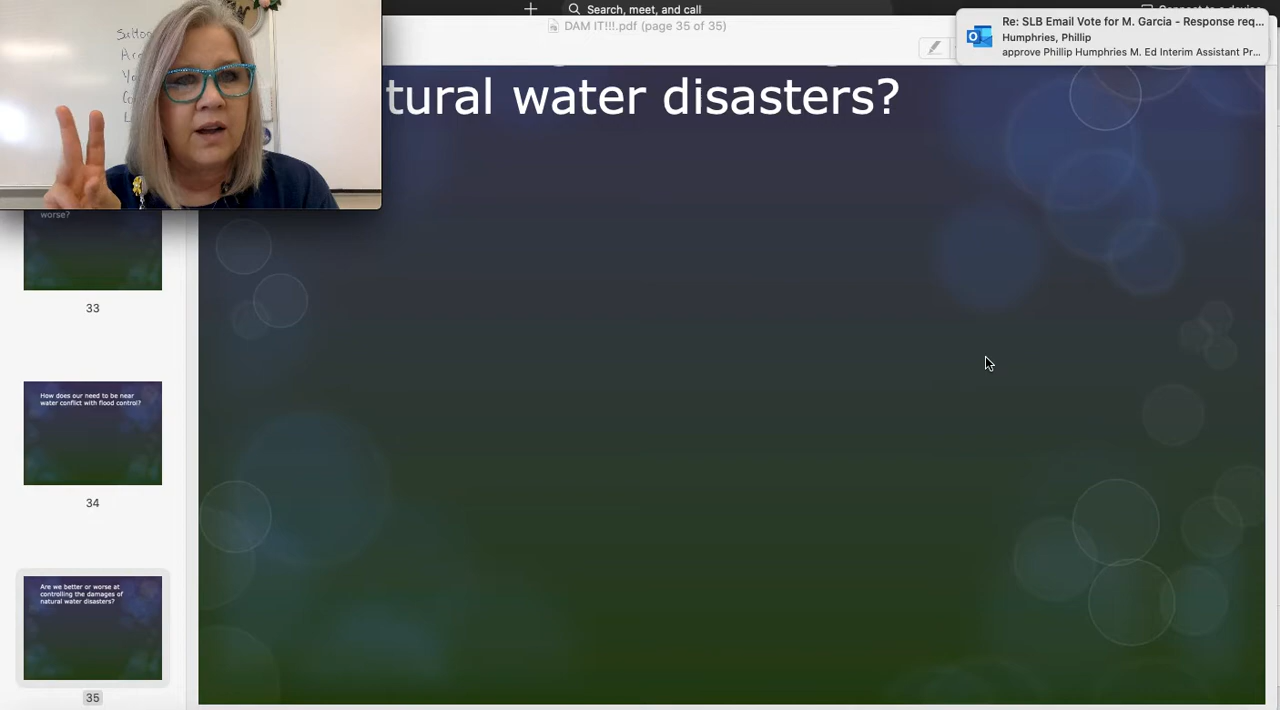 Search, meet, and call
DAM IT!!!.pdf (page 35 of 35)
Re: SLB Email Vote for M. Garcia - Response req...
Humphries, Phillip
approve Phillip Humphries M. Ed Interim Assistant Pr...
tural water disasters?
worse?
33
How does our need to be near
water conflict with flood control?
34
Are we better or worse at
controlling the damages of
natural water disasters?
35